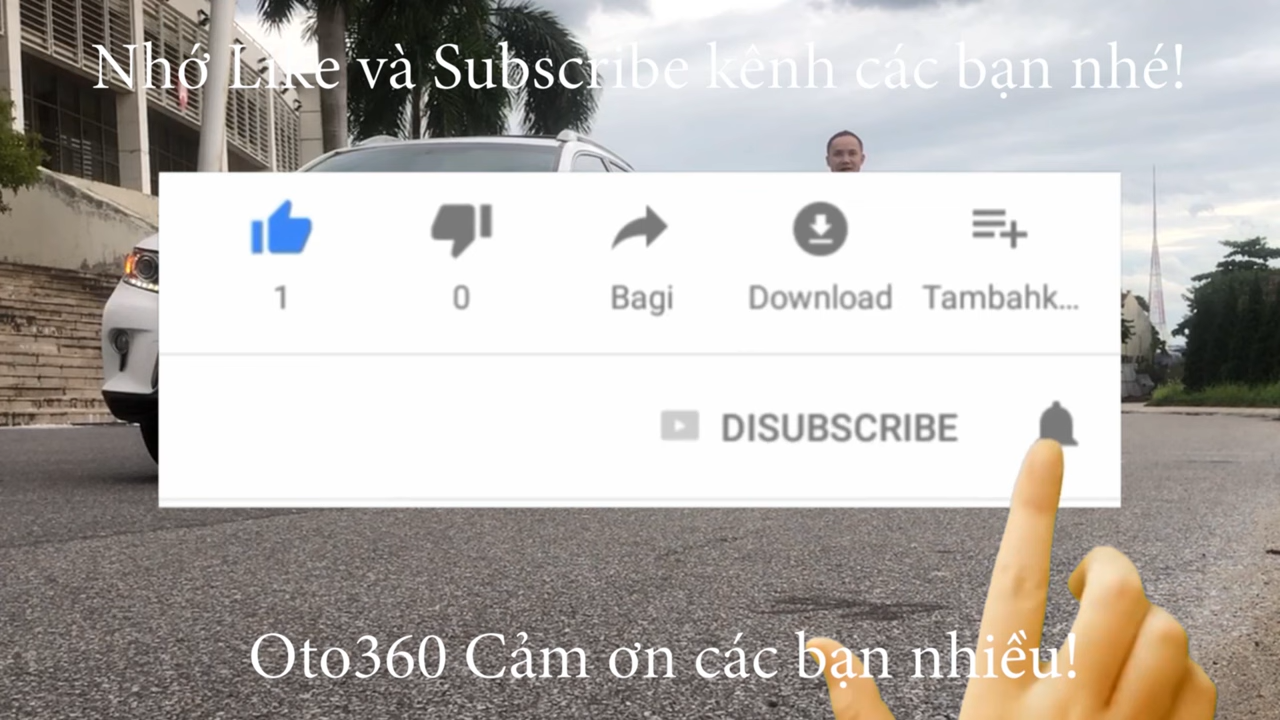 Nhớ Like và Subscribe kênh các bạn nhé!
1 0 Bagi Download Tambahk...
DISUBSCRIBE
Oto360 Cảm ơn các bạn nhiều!